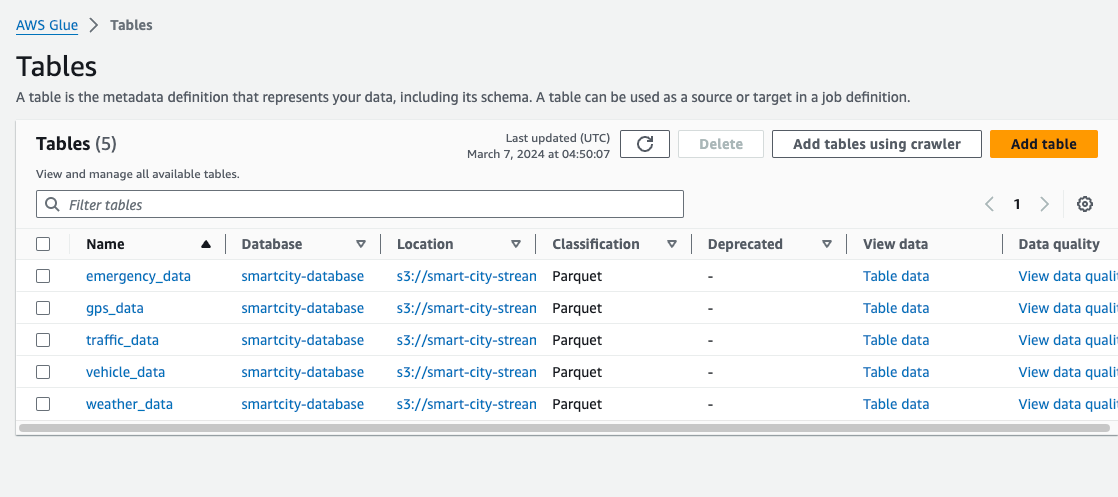 AWS Glue > Tables
Tables
A table is the metadata definition that represents your data, including its schema. A table can be used as a source or target in a job definition.
Tables (5)
Last updated (UTC)
March 7, 2024 at 04:50:07
Delete
Add tables using crawler
Add table
View and manage all available tables.
Filter tables
1
Name Database Location Classification Deprecated View data Data quality
emergency_data smartcity-database s3://smart-city-strean Parquet - Table data View data quali
gps_data smartcity-database s3://smart-city-strean Parquet - Table data View data quali
traffic_data smartcity-database s3://smart-city-strean Parquet - Table data View data quali
vehicle_data smartcity-database s3://smart-city-strean Parquet - Table data View data quali
weather_data smartcity-database s3://smart-city-strean Parquet - Table data View data quali